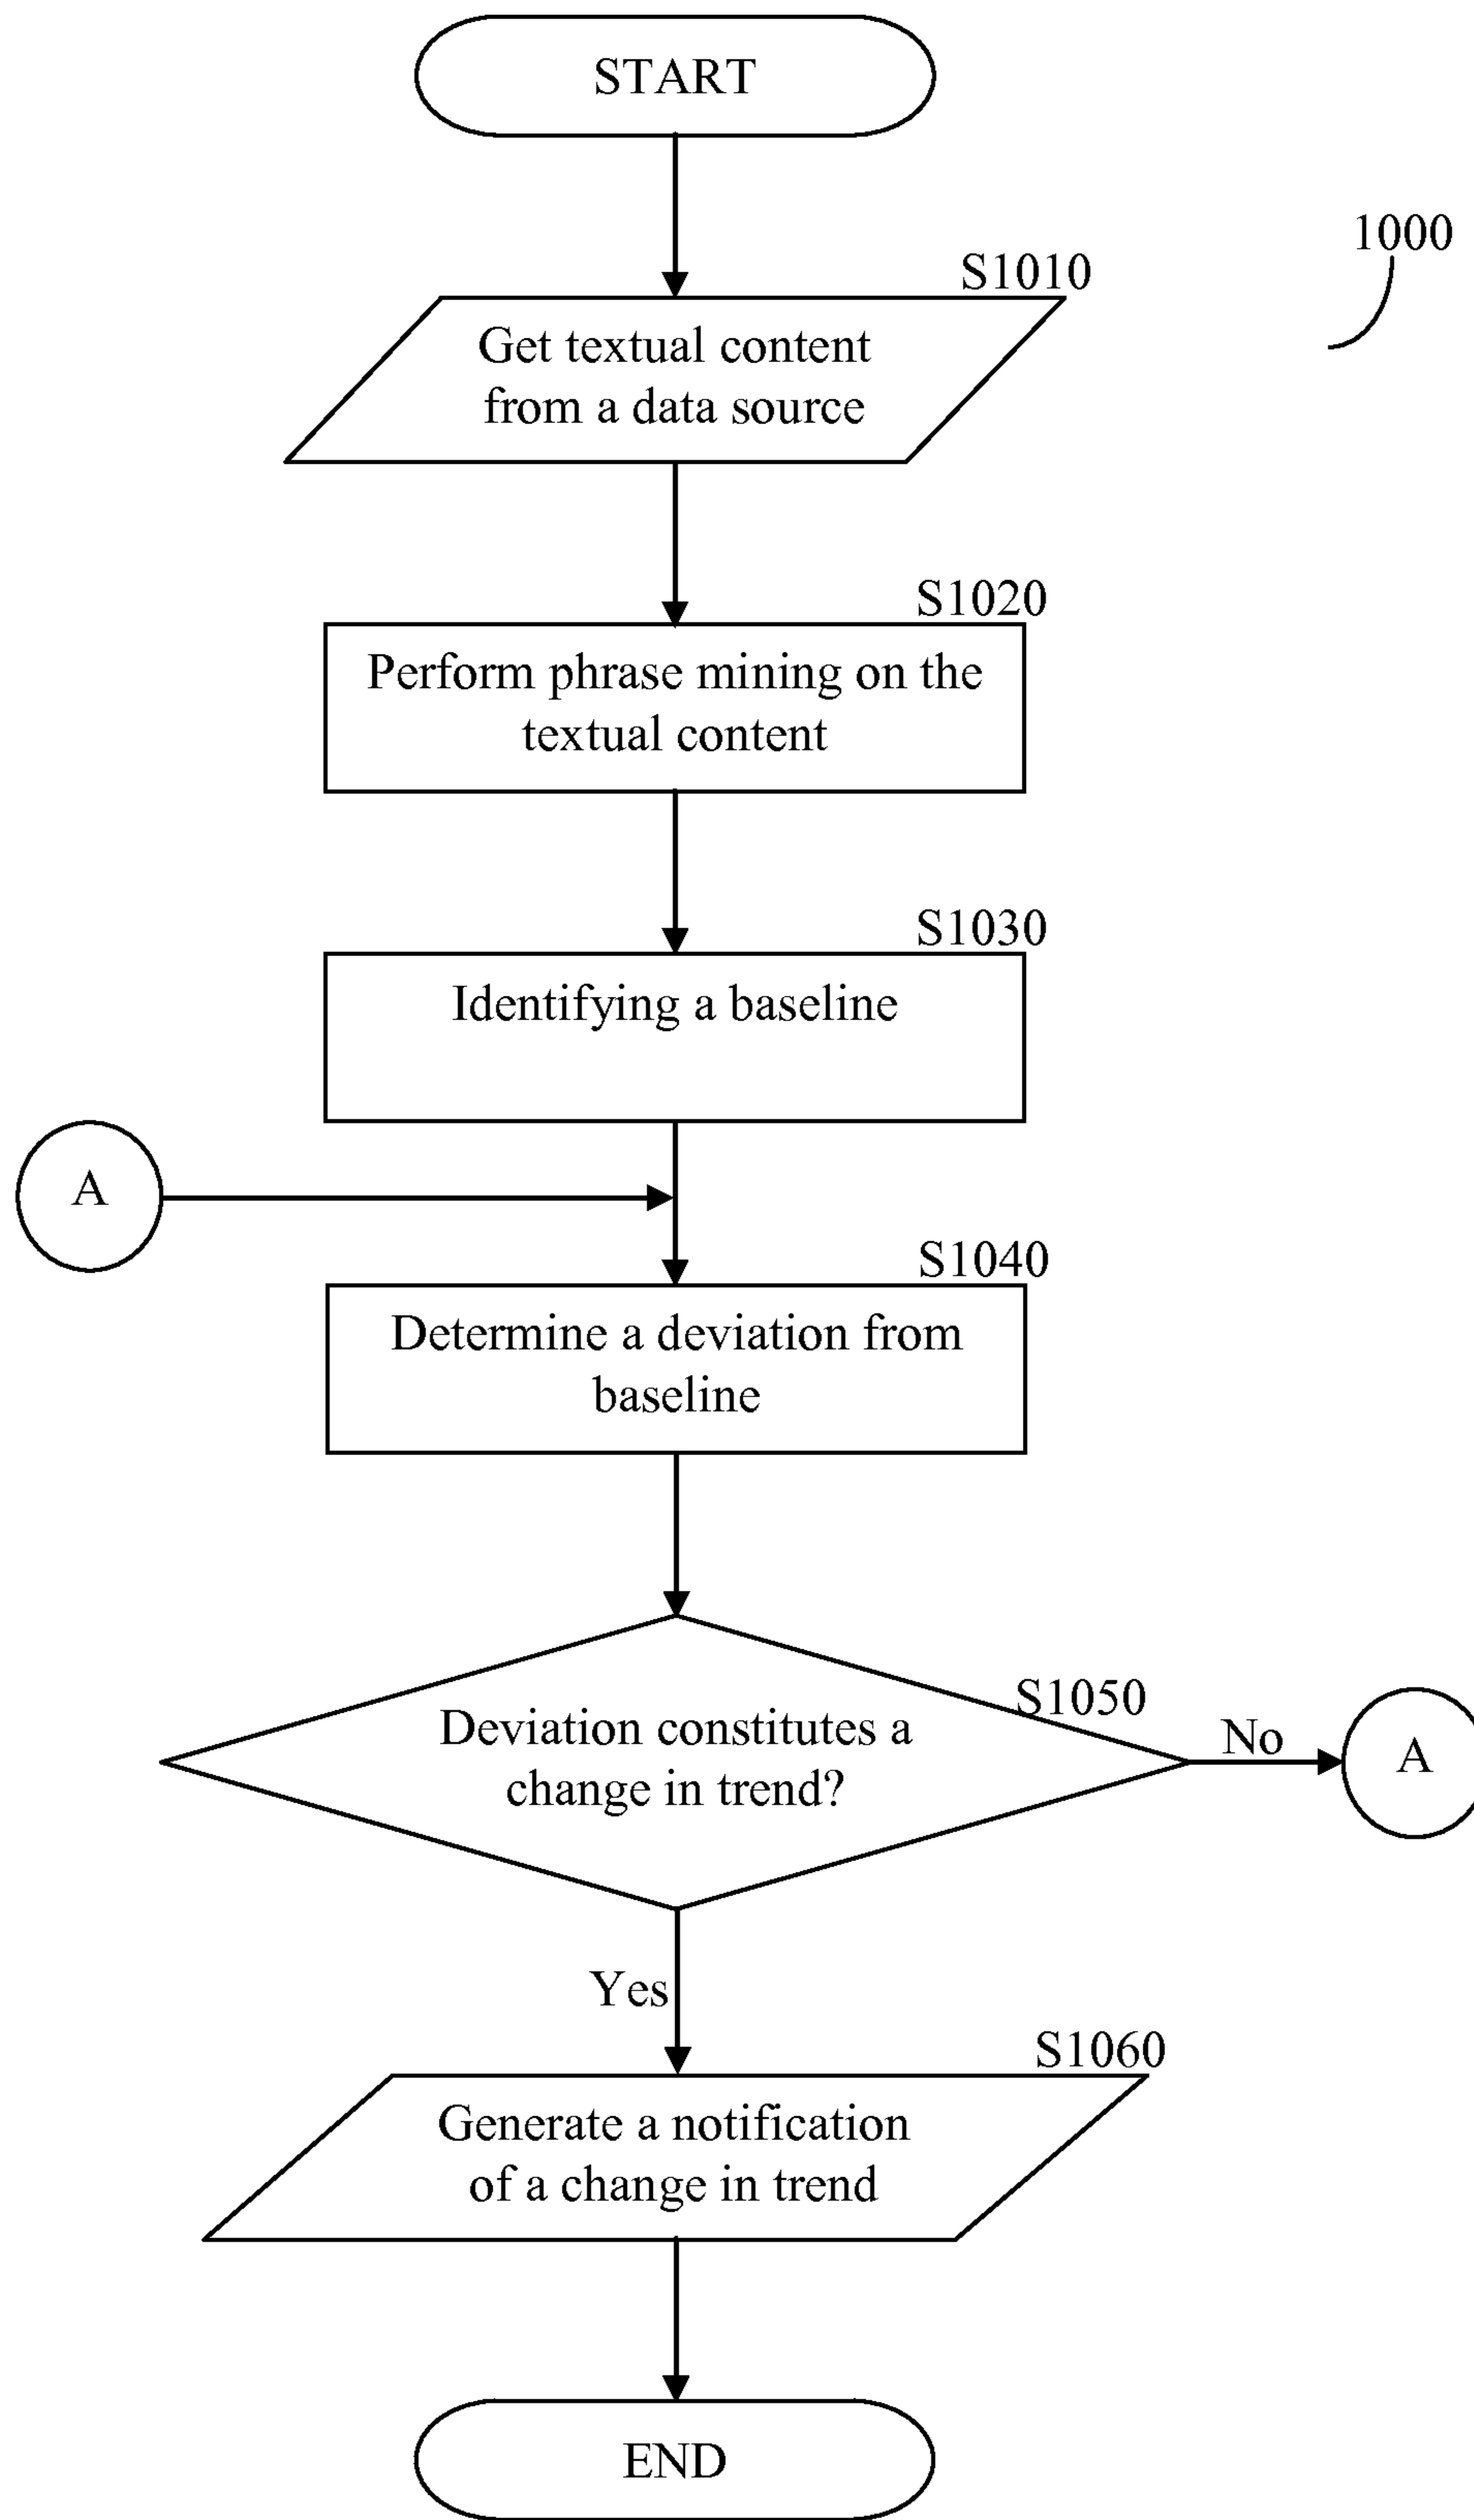 START
1000
S1010
Get textual content
from a data source
S1020
Perform phrase mining on the
textual content
S1030
Identifying a baseline
A
S1040
Determine a deviation from
baseline
S1050
Deviation constitutes a
change in trend?
No
A
Yes
S1060
Generate a notification
of a change in trend
END